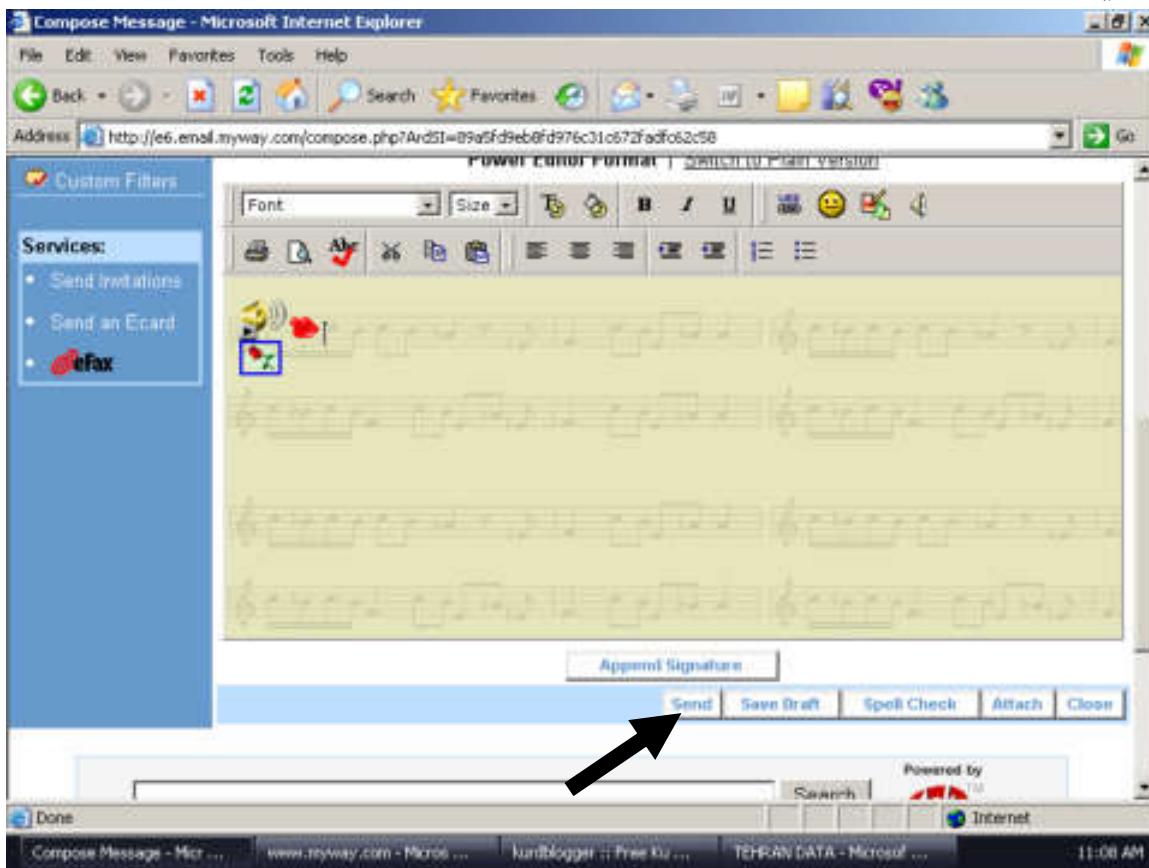 Compose Message - Microsoft Internet Explorer
File Edit View Favorites Tools Help
Back Search Favorites
Address http://e6.email.myway.com/compose.php?ArdSI=89a5fd9eb8fd976c31c672fadfc62c58 Go
Power Editor Format | Switch to Plain Version
Custom Filters
Font Size B I U
Services:
Send Invitations
Send an Ecard
eFax
Append Signature
Send Save Draft Spell Check Attach Close
Powered by
Search
Done Internet
Compose Message - Micr ... www.myway.com - Micros ... kurdblogger :: Free Ku ... TEHRAN DATA - Microsof ... 11:08 AM